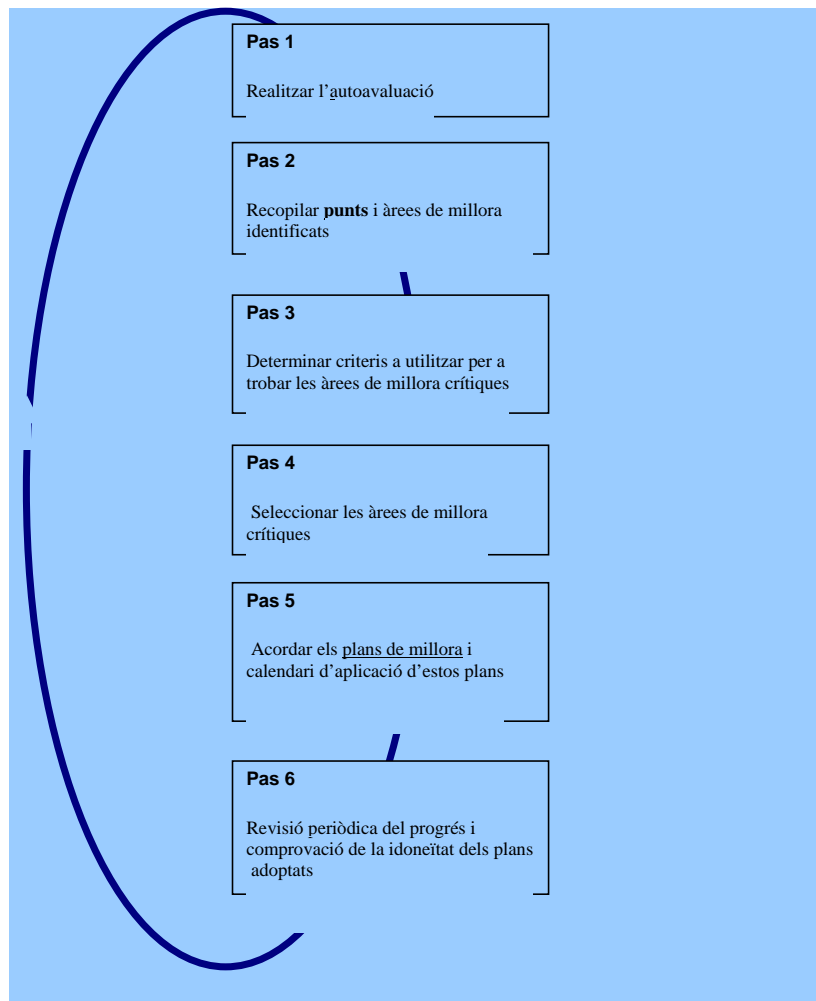 Pas 1
Realitzar l’autoavaluació
Pas 2
Recopilar punts i àrees de millora
identificats
Pas 3
Determinar criteris a utilitzar per a
trobar les àrees de millora crítiques
Pas 4
Seleccionar les àrees de millora
crítiques
Pas 5
Acordar els plans de millora i
calendari d’aplicació d’estos plans
Pas 6
Revisió periòdica del progrés i
comprovació de la idoneïtat dels plans
adoptats